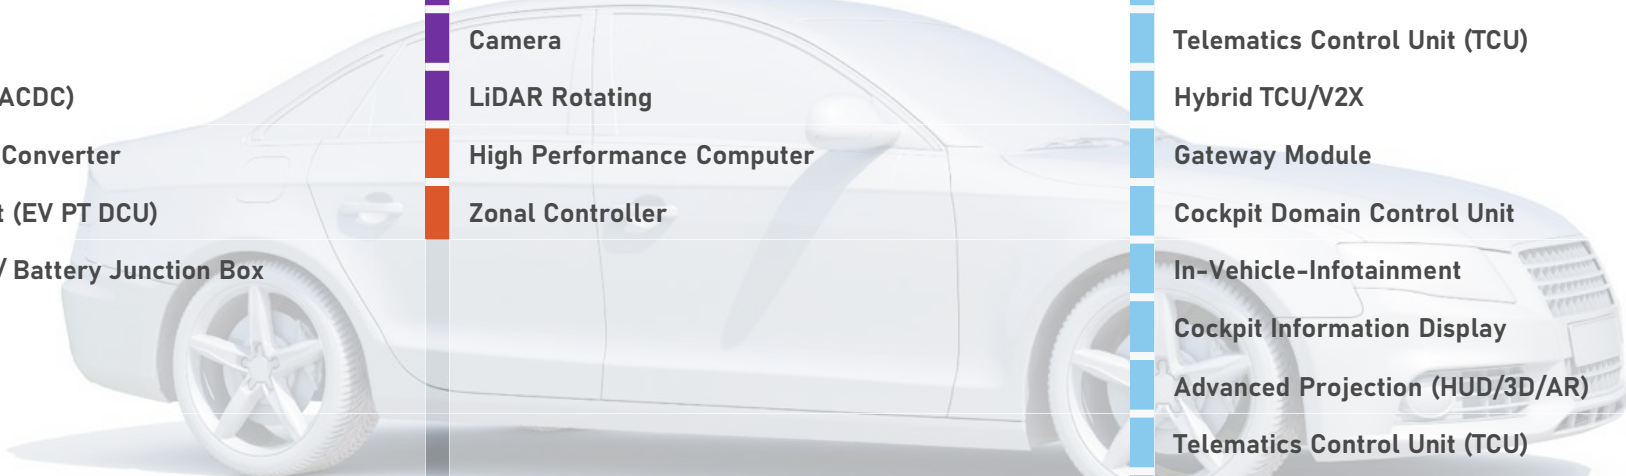 ACDC)
Converter
t (EV PT DCU)
/ Battery Junction Box
Camera
LiDAR Rotating
High Performance Computer
Zonal Controller
Telematics Control Unit (TCU)
Hybrid TCU/V2X
Gateway Module
Cockpit Domain Control Unit
In-Vehicle-Infotainment
Cockpit Information Display
Advanced Projection (HUD/3D/AR)
Telematics Control Unit (TCU)